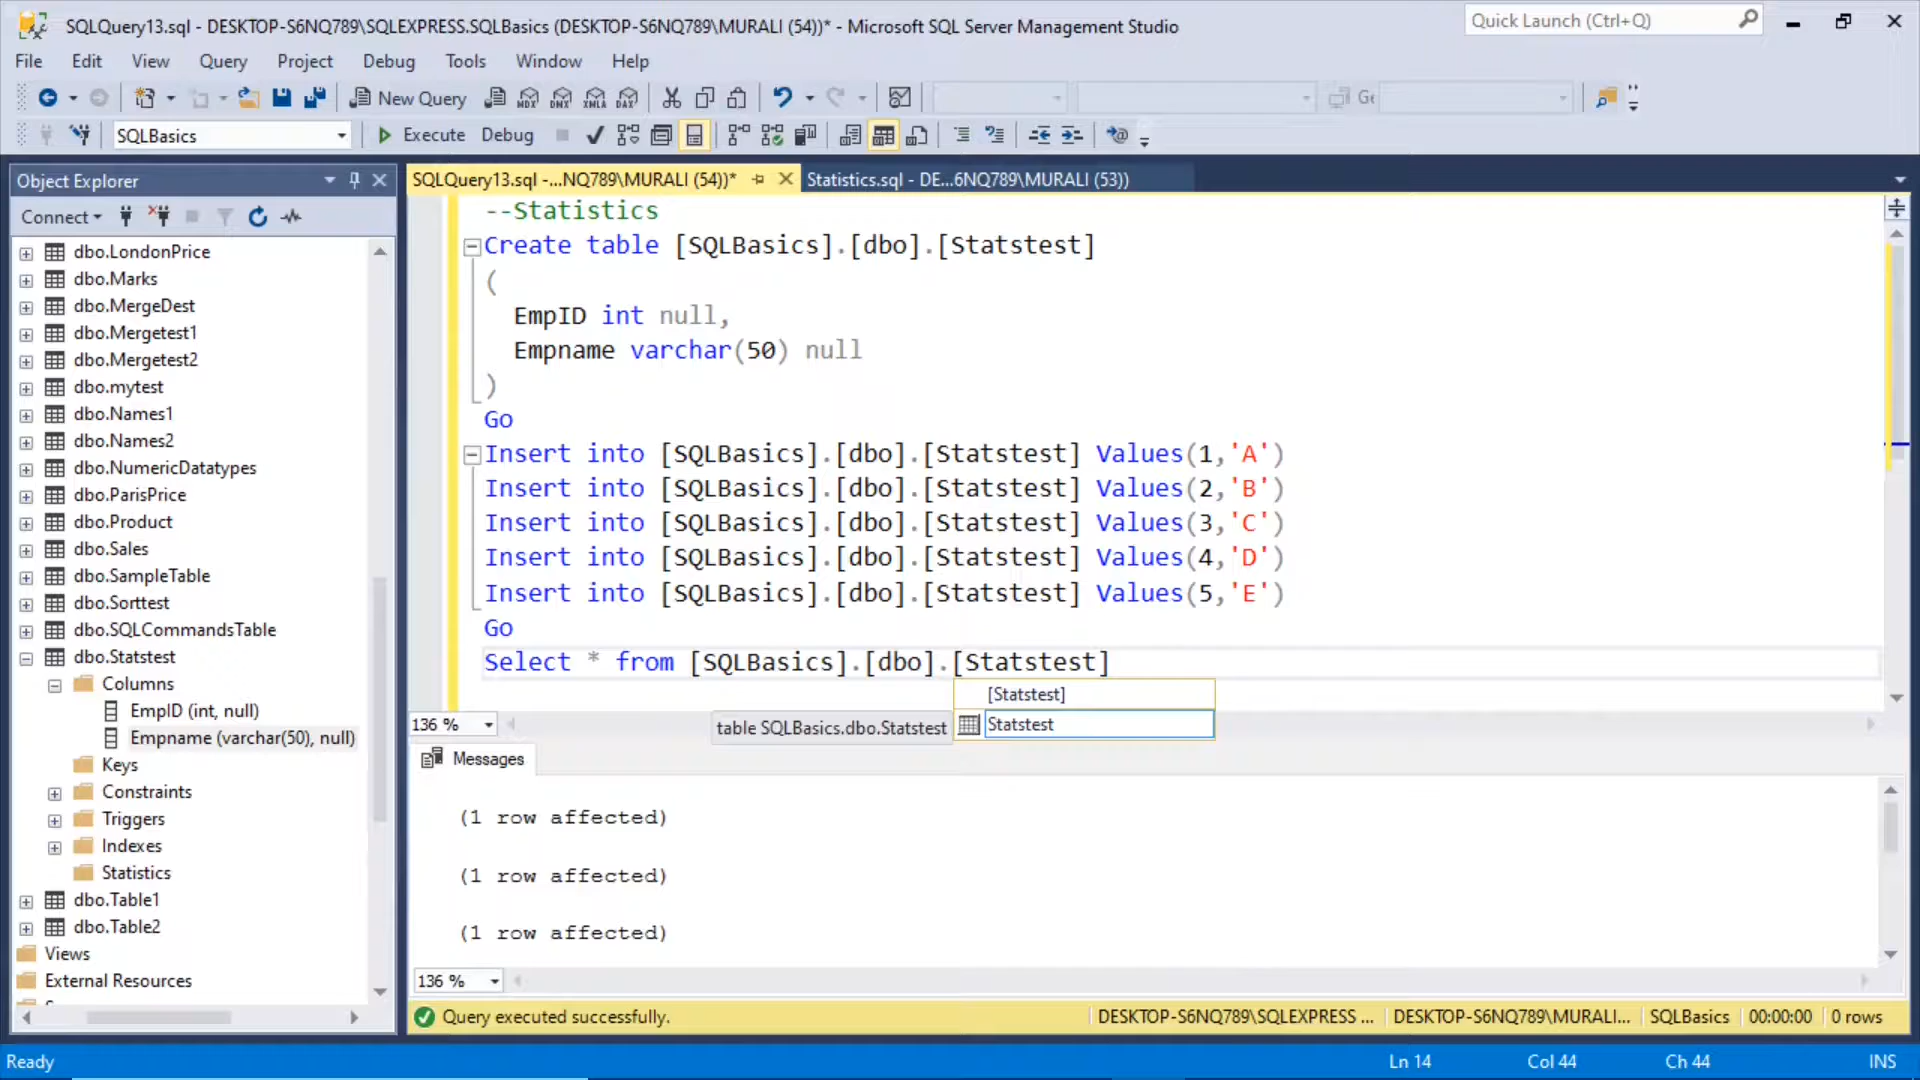 SQLQuery13.sql - DESKTOP-S6NQ789\SQLEXPRESS.SQLBasics (DESKTOP-S6NQ789\MURALI (54))* - Microsoft SQL Server Management Studio
Quick Launch (Ctrl+Q)
File Edit View Query Project Debug Tools Window Help
New Query MDX DMX XMLA DAX
SQLBasics Execute Debug
Object Explorer
SQLQuery13.sql -...NQ789\MURALI (54))* Statistics.sql - DE...6NQ789\MURALI (53))
Connect
dbo.LondonPrice
dbo.Marks
dbo.MergeDest
dbo.Mergetest1
dbo.Mergetest2
dbo.mytest
dbo.Names1
dbo.Names2
dbo.NumericDatatypes
dbo.ParisPrice
dbo.Product
dbo.Sales
dbo.SampleTable
dbo.Sorttest
dbo.SQLCommandsTable
dbo.Statstest
Columns
EmpID (int, null)
Empname (varchar(50), null)
Keys
Constraints
Triggers
Indexes
Statistics
dbo.Table1
dbo.Table2
Views
External Resources
--Statistics
Create table [SQLBasics].[dbo].[Statstest]
(
EmpID int null,
Empname varchar(50) null
)
Go
Insert into [SQLBasics].[dbo].[Statstest] Values(1,'A')
Insert into [SQLBasics].[dbo].[Statstest] Values(2,'B')
Insert into [SQLBasics].[dbo].[Statstest] Values(3,'C')
Insert into [SQLBasics].[dbo].[Statstest] Values(4,'D')
Insert into [SQLBasics].[dbo].[Statstest] Values(5,'E')
Go
Select * from [SQLBasics].[dbo].[Statstest]
[Statstest]
136 % table SQLBasics.dbo.Statstest Statstest
Messages
(1 row affected)
(1 row affected)
(1 row affected)
136 %
Query executed successfully. DESKTOP-S6NQ789\SQLEXPRESS ... DESKTOP-S6NQ789\MURALI... SQLBasics 00:00:00 0 rows
Ready Ln 14 Col 44 Ch 44 INS